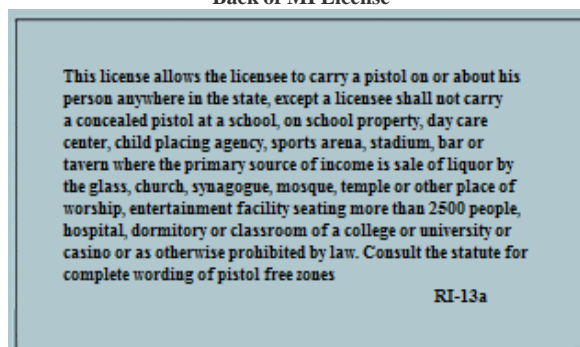 Back of MI License
This license allows the licensee to carry a pistol on or about his
person anywhere in the state, except a licensee shall not carry
a concealed pistol at a school, on school property, day care
center, child placing agency, sports arena, stadium, bar or
tavern where the primary source of income is sale of liquor by
the glass, church, synagogue, mosque, temple or other place of
worship, entertainment facility seating more than 2500 people,
hospital, dormitory or classroom of a college or university or
casino or as otherwise prohibited by law. Consult the statute for
complete wording of pistol free zones
RI-13a